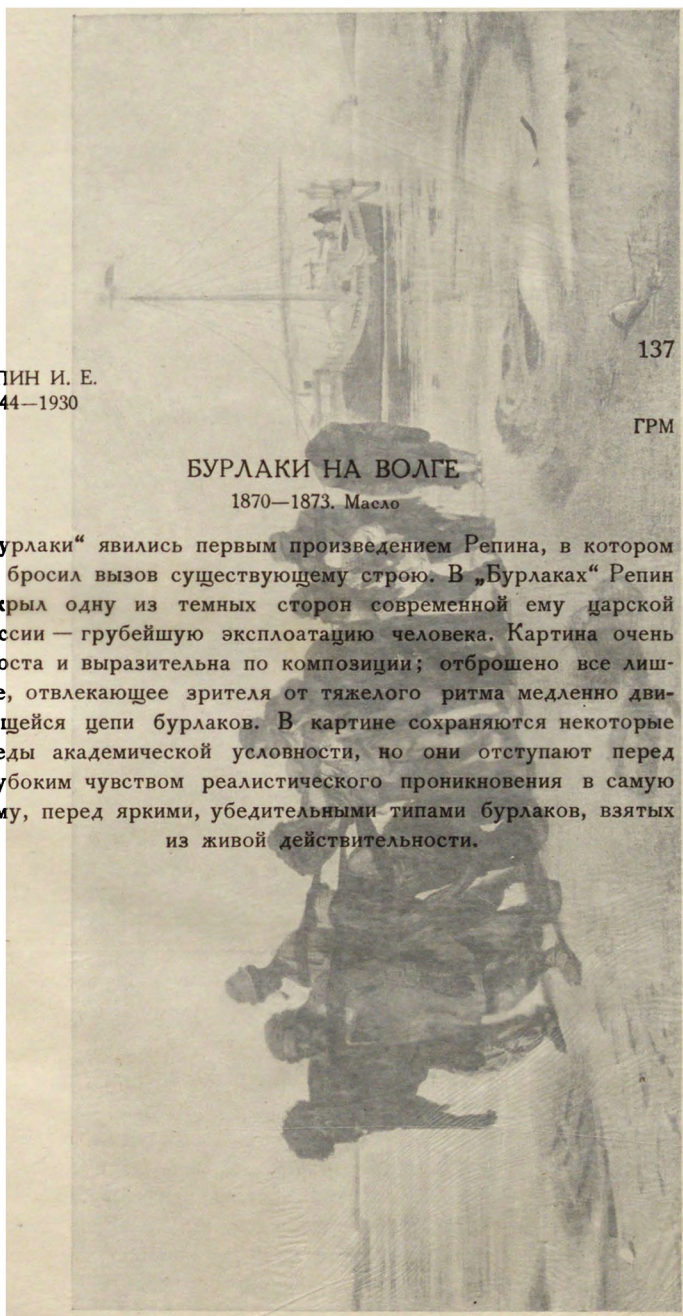 137
ПИН И. Е.
44—1930
ГРМ
БУРЛАКИ НА ВОЛГЕ
1870—1873. Масло
урлаки“ явились первым произведением Репина, в котором
бросил вызов существующему строю. В „Бурлаках“ Репин
крыл одну из темных сторон современной ему царской
ссии — грубейшую эксплоатацию человека. Картина очень
оста и выразительна по композиции; отброшено все лиш-
е, отвлекающее зрителя от тяжелого ритма медленно дви-
щейся цепи бурлаков. В картине сохраняются некоторые
еды академической условности, но они отступают перед
убоким чувством реалистического проникновения в самую
му, перед яркими, убедительными типами бурлаков, взятых
из живой действительности.